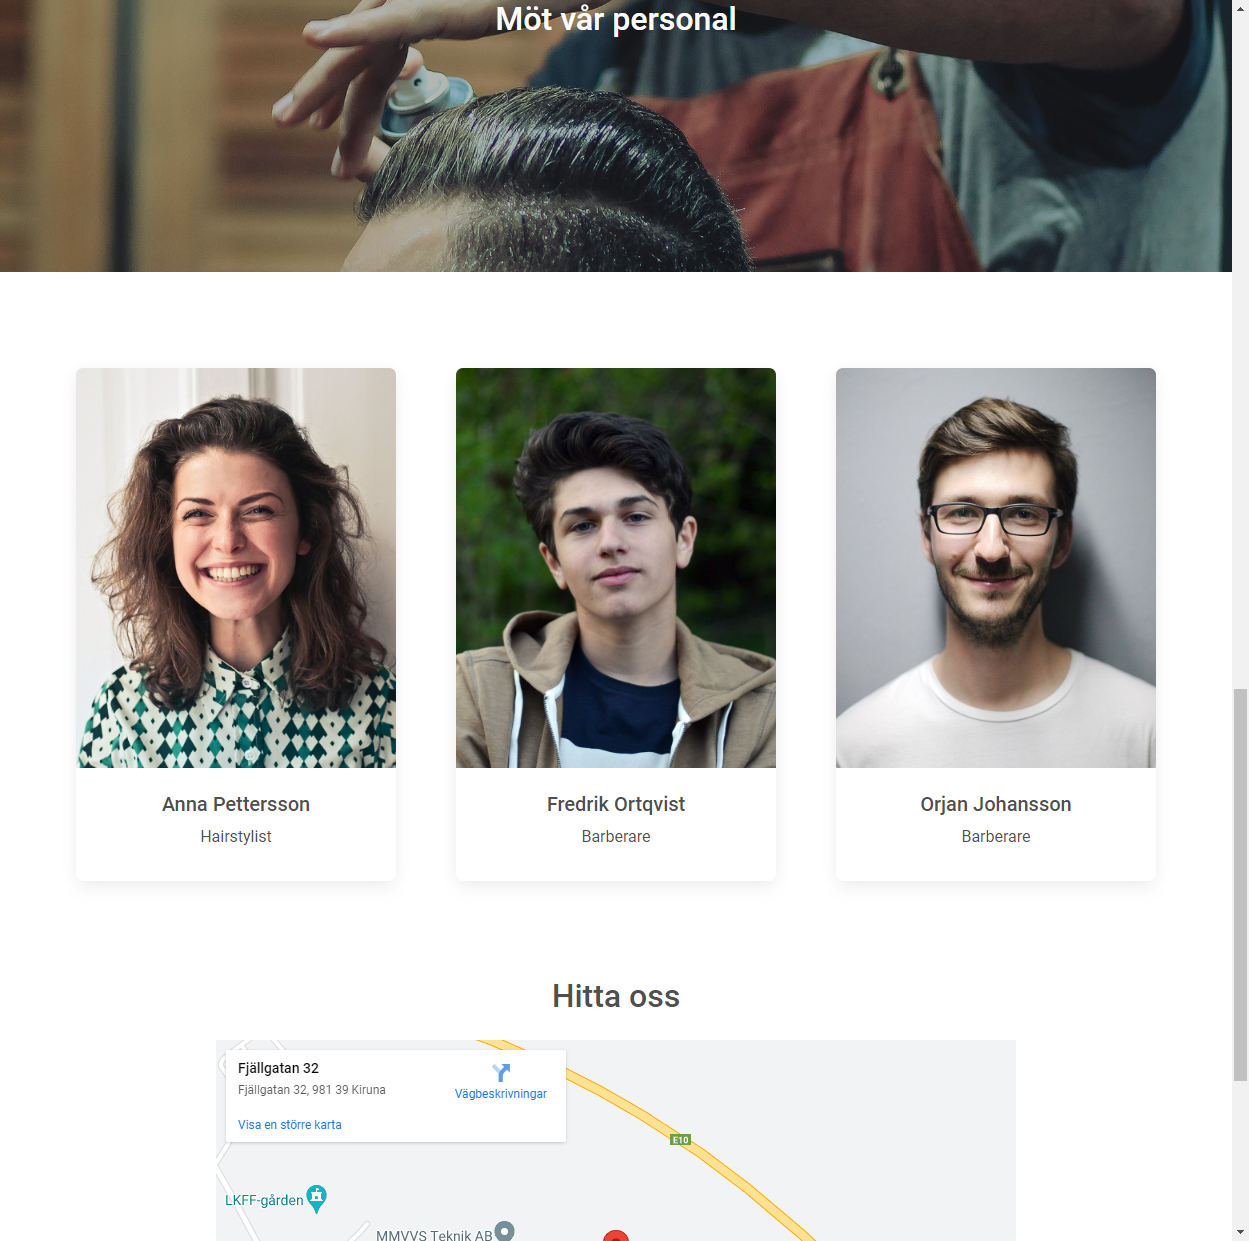 Möt vår personal
Anna Pettersson
Hairstylist
Fredrik Ortqvist
Barberare
Orjan Johansson
Barberare
Hitta oss
Fjällgatan 32
Fjällgatan 32, 981 39 Kiruna
Vägbeskrivningar
Visa en större karta
E10
LKFF-gården
MMVVS Teknik AB